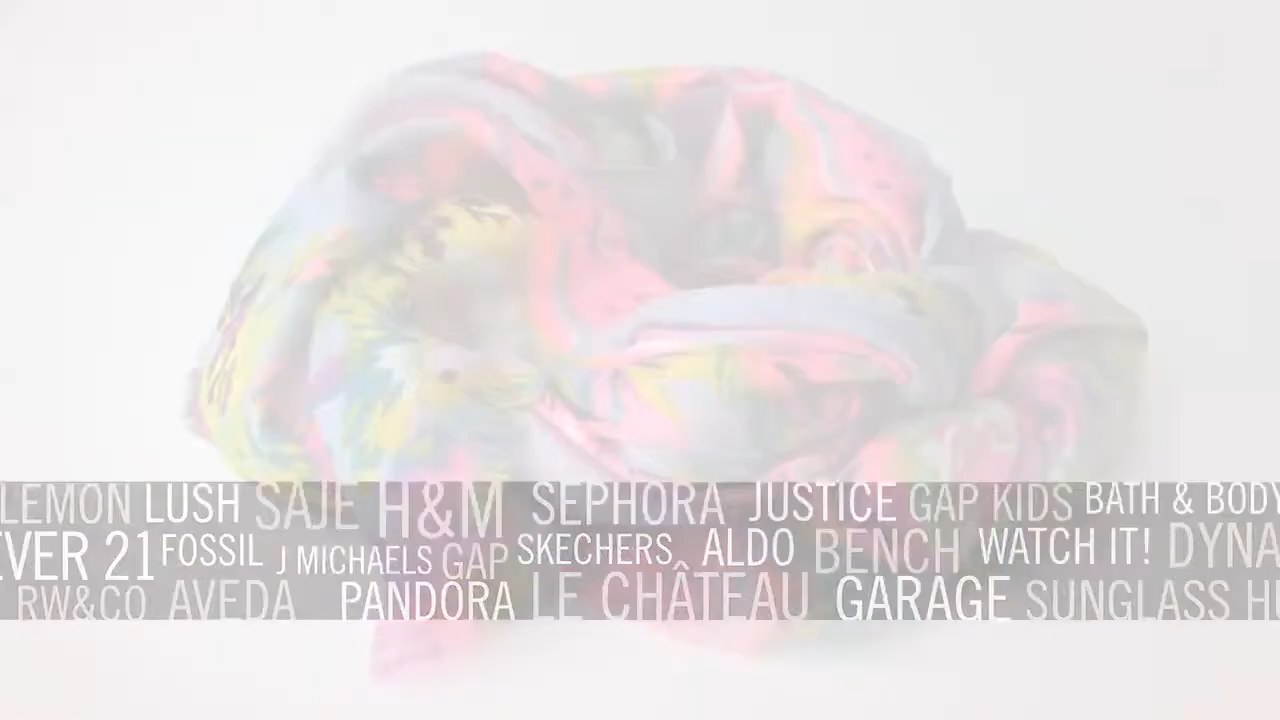 LEMON LUSH SAJE H&M SEPHORA JUSTICE GAP KIDS BATH & BODY
EVER 21 FOSSIL J MICHAELS GAP SKECHERS ALDO BENCH WATCH IT! DYNA
RW&CO AVEDA PANDORA LE CHÂTEAU GARAGE SUNGLASS H